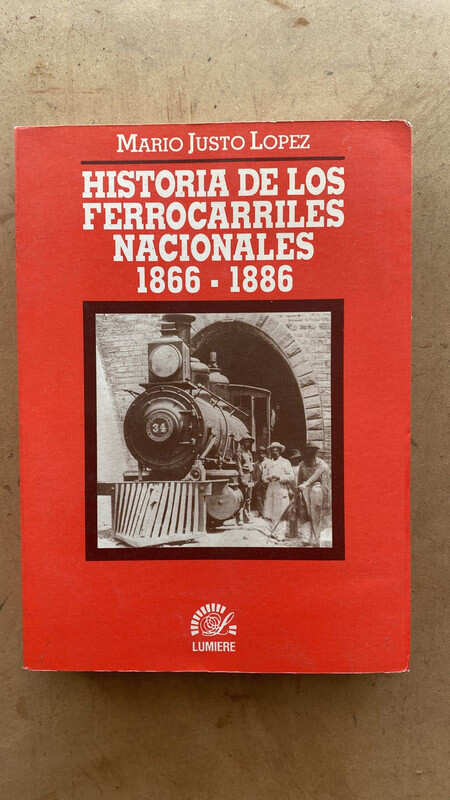 MARIO JUSTO LOPEZ
HISTORIA DE LOS
FERROCARRILES
NACIONALES
1866 - 1886
34
LUMIERE